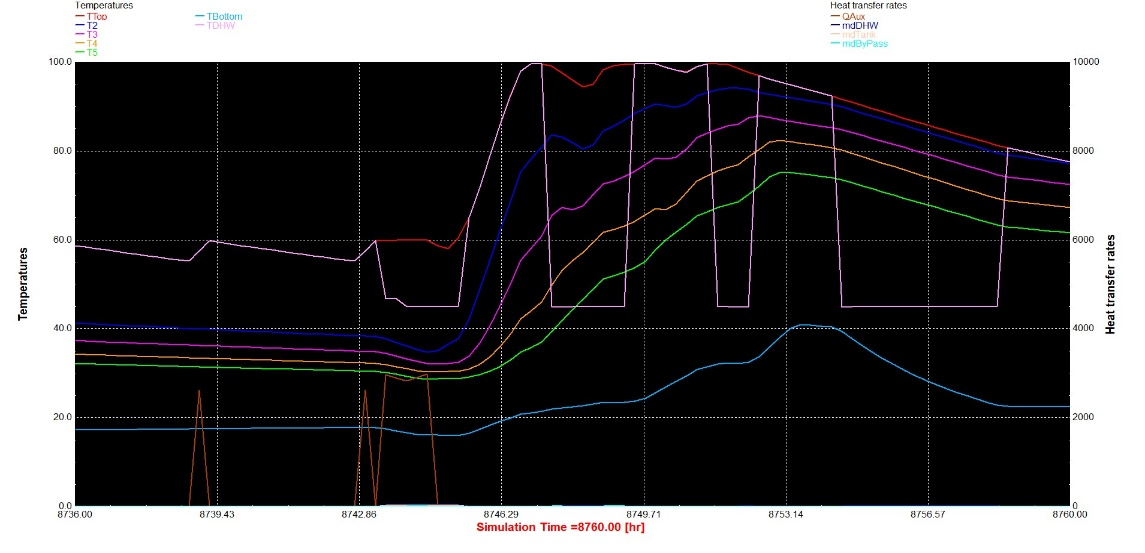 Temperatures
TTop TBottom
T2 TDHW
T3
T4
T5
Heat transfer rates
QAux
mdDHW
mdTank
mdByPass
100.0 10000
80.0 8000
60.0 6000
40.0 4000
20.0 2000
0.0 0
Temperatures
Heat transfer rates
8736.00 8739.43 8742.86 8746.29 8749.71 8753.14 8756.57 8760.00
Simulation Time =8760.00 [hr]